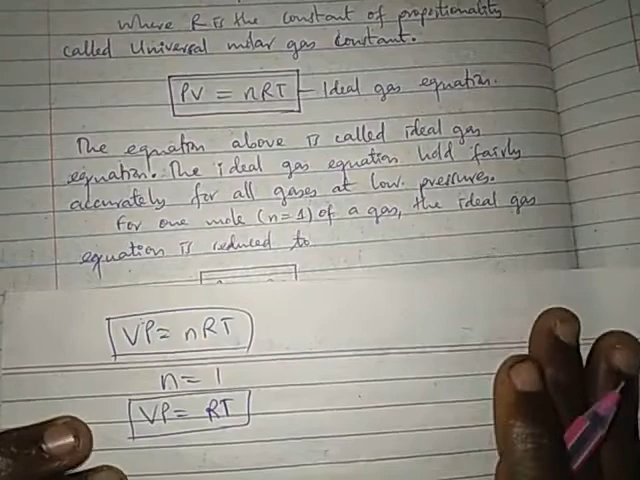 Where R is the constant of proportionality
called Universal molar gas constant.
PV = nRT - Ideal gas equation.
The equation above is called ideal gas
equation. The ideal gas equation hold fairly
accurately for all gases at low pressures.
For one mole (n=1) of a gas, the ideal gas
equation is reduced to
VP = nRT
n = 1
VP = RT